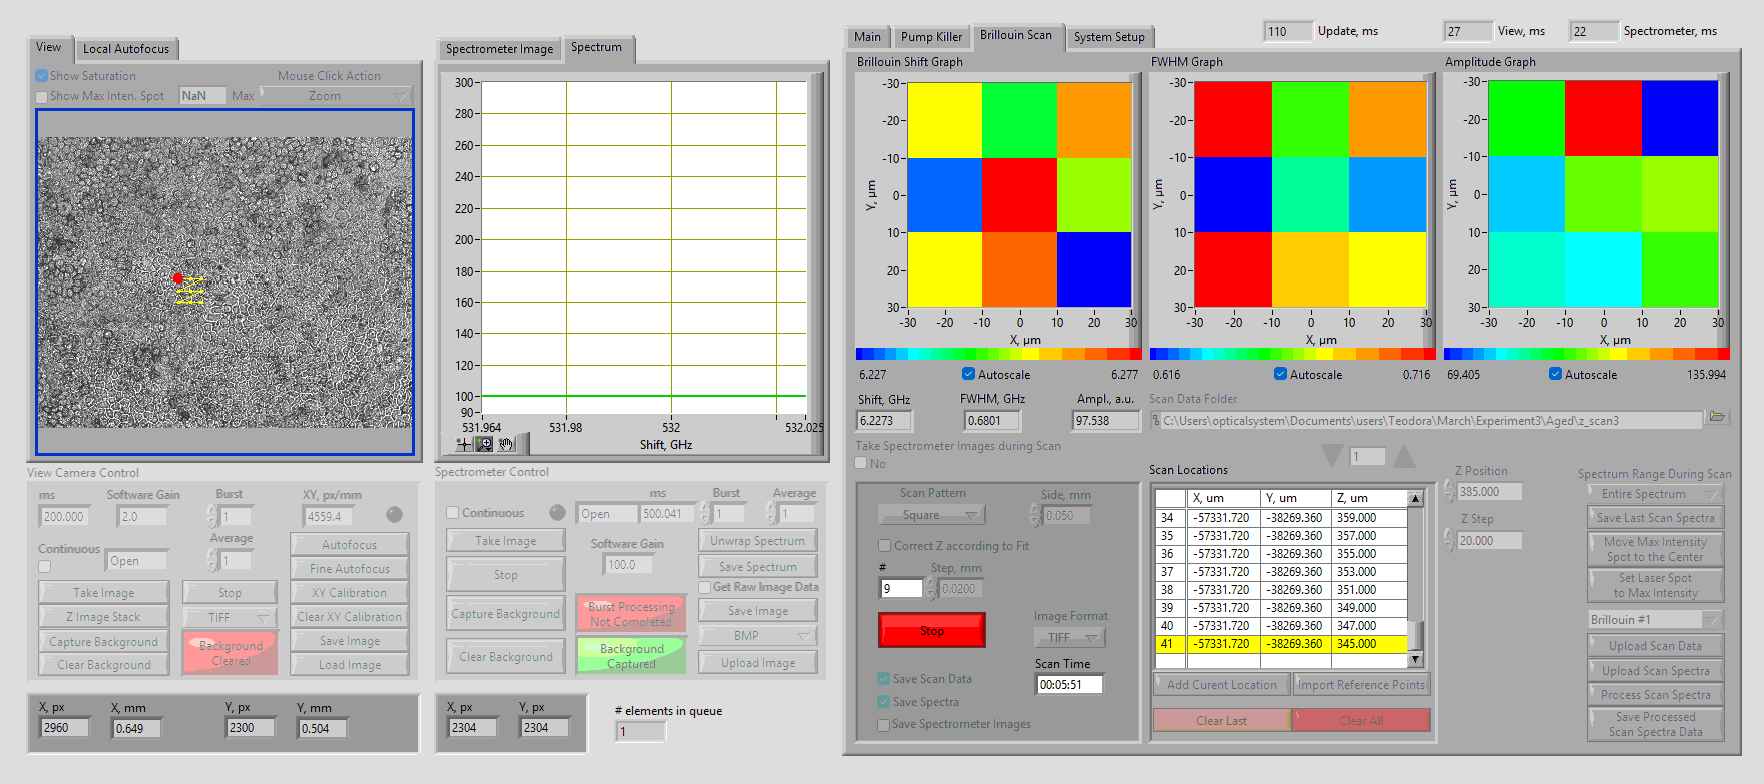 View
Local Autofocus
Show Saturation
Mouse Click Action
Show Max Inten. Spot
NaN
Max
Zoom
View Camera Control
ms
Software Gain
Burst
XY, px/mm
200.000
2.0
1
4559.4
Average
Continuous
Open
1
Autofocus
Fine Autofocus
Take Image
Stop
XY Calibration
Z Image Stack
TIFF
Clear XY Calibration
Capture Background
Background
Cleared
Save Image
Clear Background
Load Image
X, px
X, mm
Y, px
Y, mm
2960
0.649
2300
0.504
Spectrometer Image
Spectrum
300
280
260
240
220
200
180
160
140
120
100
90
531.964
531.98
532
532.025
Shift, GHz
Spectrometer Control
ms
Burst
Average
Continuous
Open
500.041
1
1
Take Image
Software Gain
Unwrap Spectrum
Stop
100.0
Save Spectrum
Get Raw Image Data
Capture Background
Burst Processing
Not Completed
Save Image
BMP
Clear Background
Background
Captured
Upload Image
X, px
Y, px
2304
2304
# elements in queue
1
110
Update, ms
27
View, ms
22
Spectrometer, ms
Main
Pump Killer
Brillouin Scan
System Setup
Brillouin Shift Graph
-30
-20
-10
0
10
20
30
Y, µm
-30
-20
-10
0
10
20
30
X, µm
6.227
Autoscale
6.277
FWHM Graph
-30
-20
-10
0
10
20
30
Y, µm
-30
-20
-10
0
10
20
30
X, µm
0.616
Autoscale
0.716
Amplitude Graph
-30
-20
-10
0
10
20
30
Y, µm
-30
-20
-10
0
10
20
30
X, µm
69.405
Autoscale
135.994
Shift, GHz
FWHM, GHz
Ampl., a.u.
Scan Data Folder
6.2273
0.6801
97.538
C:\Users\opticalsystem\Documents\users\Teodora\March\Experiment3\Aged\z_scan3
Take Spectrometer Images during Scan
No
1
Scan Pattern
Side, mm
Square
0.050
Correct Z according to Fit
#
Step, mm
9
0.0200
Stop
Image Format
TIFF
Scan Time
00:05:51
Save Scan Data
Save Spectra
Save Spectrometer Images
Scan Locations
X, um
Y, um
Z, um
34 -57331.720 -38269.360 359.000
35 -57331.720 -38269.360 357.000
36 -57331.720 -38269.360 355.000
37 -57331.720 -38269.360 353.000
38 -57331.720 -38269.360 351.000
39 -57331.720 -38269.360 349.000
40 -57331.720 -38269.360 347.000
41 -57331.720 -38269.360 345.000
Add Curent Location
Import Reference Points
Clear Last
Clear All
Z Position
385.000
Z Step
20.000
Spectrum Range During Scan
Entire Spectrum
Save Last Scan Spectra
Move Max Intensity
Spot to the Center
Set Laser Spot
to Max Intensity
Brillouin #1
Upload Scan Data
Upload Scan Spectra
Process Scan Spectra
Save Processed
Scan Spectra Data